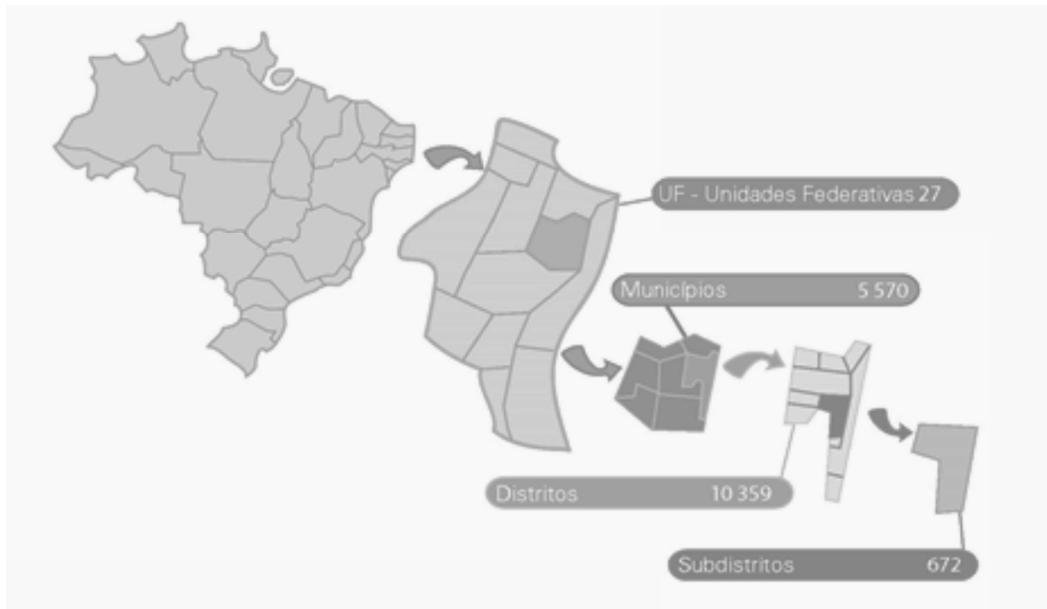 UF - Unidades Federativas 27
Municípios 5 570
Distritos 10 359
Subdistritos 672